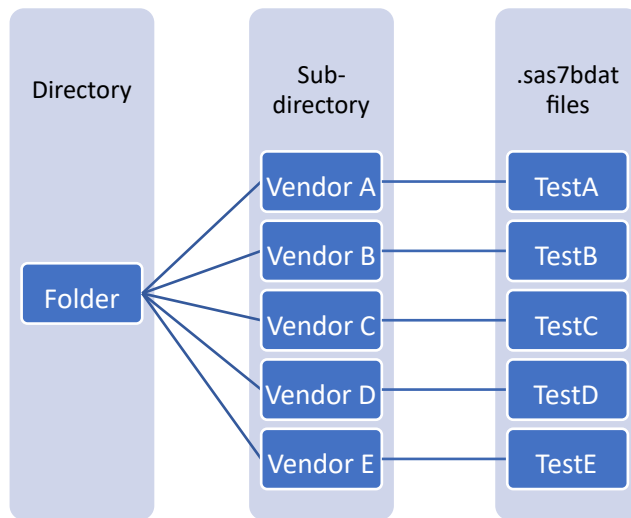 Directory
Folder
Sub-
directory
Vendor A
Vendor B
Vendor C
Vendor D
Vendor E
.sas7bdat
files
TestA
TestB
TestC
TestD
TestE